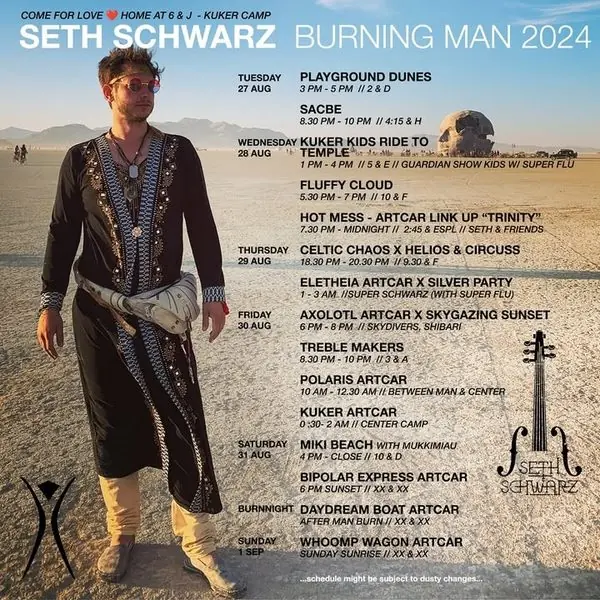 COME FOR LOVE ❤️ HOME AT 6 & J - KUKER CAMP
SETH SCHWARZ BURNING MAN 2024
TUESDAY
27 AUG
PLAYGROUND DUNES
3 PM - 5 PM // 2 & D
SACBE
8.30 PM - 10 PM // 4:15 & H
WEDNESDAY
28 AUG
KUKER KIDS RIDE TO
TEMPLE
1 PM - 4 PM // 5 & E // GUARDIAN SHOW KIDS W/ SUPER FLU
FLUFFY CLOUD
5.30 PM - 7 PM // 10 & F
HOT MESS - ARTCAR LINK UP “TRINITY”
7.30 PM - MIDNIGHT // 2:45 & ESPL // SETH & FRIENDS
THURSDAY
29 AUG
CELTIC CHAOS X HELIOS & CIRCUSS
18.30 PM - 20.30 PM // 9.30 & F
ELETHEIA ARTCAR X SILVER PARTY
1 - 3 AM //SUPER SCHWARZ (WITH SUPER FLU)
FRIDAY
30 AUG
AXOLOTL ARTCAR X SKYGAZING SUNSET
6 PM - 8 PM // SKYDIVERS, SHIBARI
TREBLE MAKERS
8.30 PM - 10 PM // 3 & A
POLARIS ARTCAR
10 AM - 12.30 AM // BETWEEN MAN & CENTER
KUKER ARTCAR
0 :30- 2 AM // CENTER CAMP
SATURDAY
31 AUG
MIKI BEACH WITH MUKKIMIAU
4 PM - CLOSE // 10 & D
BIPOLAR EXPRESS ARTCAR
6 PM SUNSET // XX & XX
BURNNIGHT
DAYDREAM BOAT ARTCAR
AFTER MAN BURN // XX & XX
SUNDAY
1 SEP
WHOOMP WAGON ARTCAR
SUNDAY SUNRISE // XX & XX
SETH
SCHWARZ
...schedule might be subject to dusty changes...